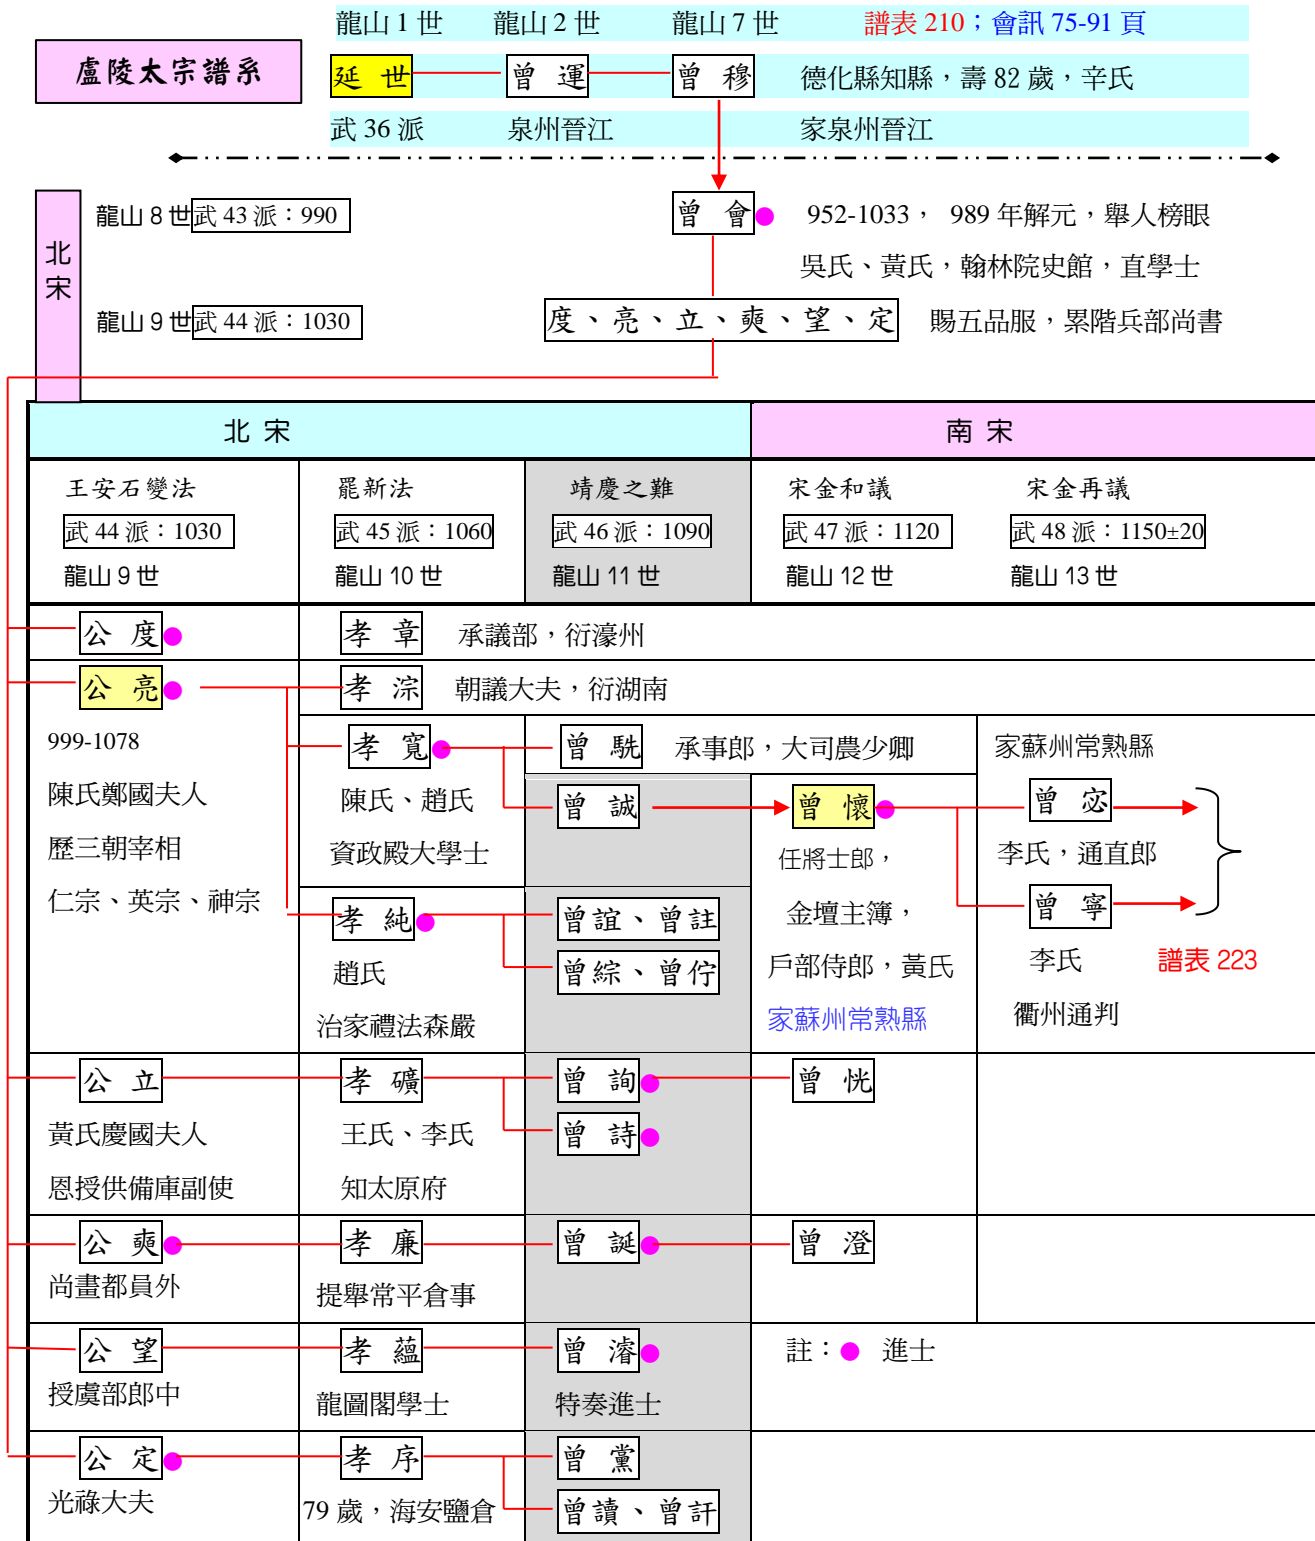 龍山 1 世　龍山 2 世　龍山 7 世　譜表 210；會訊 75-91 頁
盧陵太宗譜系
延 世　曾 運　曾 穆　德化縣知縣，壽 82 歲，辛氏
武 36 派　泉州晉江　家泉州晉江
北宋
龍山 8 世 武 43 派：990　曾 會●　952-1033， 989 年解元，舉人榜眼
吳氏、黃氏，翰林院史館，直學士
龍山 9 世 武 44 派：1030　度、亮、立、奭、望、定　賜五品服，累階兵部尚書
北 宋　南 宋
王安石變法　罷新法　靖慶之難　宋金和議　宋金再議
武 44 派：1030　武 45 派：1060　武 46 派：1090　武 47 派：1120　武 48 派：1150±20
龍山 9 世　龍山 10 世　龍山 11 世　龍山 12 世　龍山 13 世
公 度●　孝 章　承議部，衍濠州
公 亮●　孝 淙　朝議大夫，衍湖南
999-1078　孝 寬●　曾 駪　承事郎，大司農少卿　家蘇州常熟縣
陳氏鄭國夫人　陳氏、趙氏　曾 誠　曾 懷●　曾 宓
歷三朝宰相　資政殿大學士　任將士郎，　李氏，通直郎
仁宗、英宗、神宗　孝 純●　曾誼、曾註　金壇主簿，　曾 寧
趙氏　曾綜、曾佇　戶部侍郎，黃氏　李氏　譜表 223
治家禮法森嚴　家蘇州常熟縣　衢州通判
公 立　孝 礦　曾 詢●　曾 恍
黃氏慶國夫人　王氏、李氏　曾 詩●
恩授供備庫副使　知太原府
公 奭●　孝 廉　曾 誕●　曾 澄
尚書都員外　提舉常平倉事
公 望　孝 蘊　曾 濬●　註：● 進士
授虞部郎中　龍圖閣學士　特奏進士
公 定●　孝 序　曾 黨
光祿大夫　79 歲，海安鹽倉　曾讀、曾訐